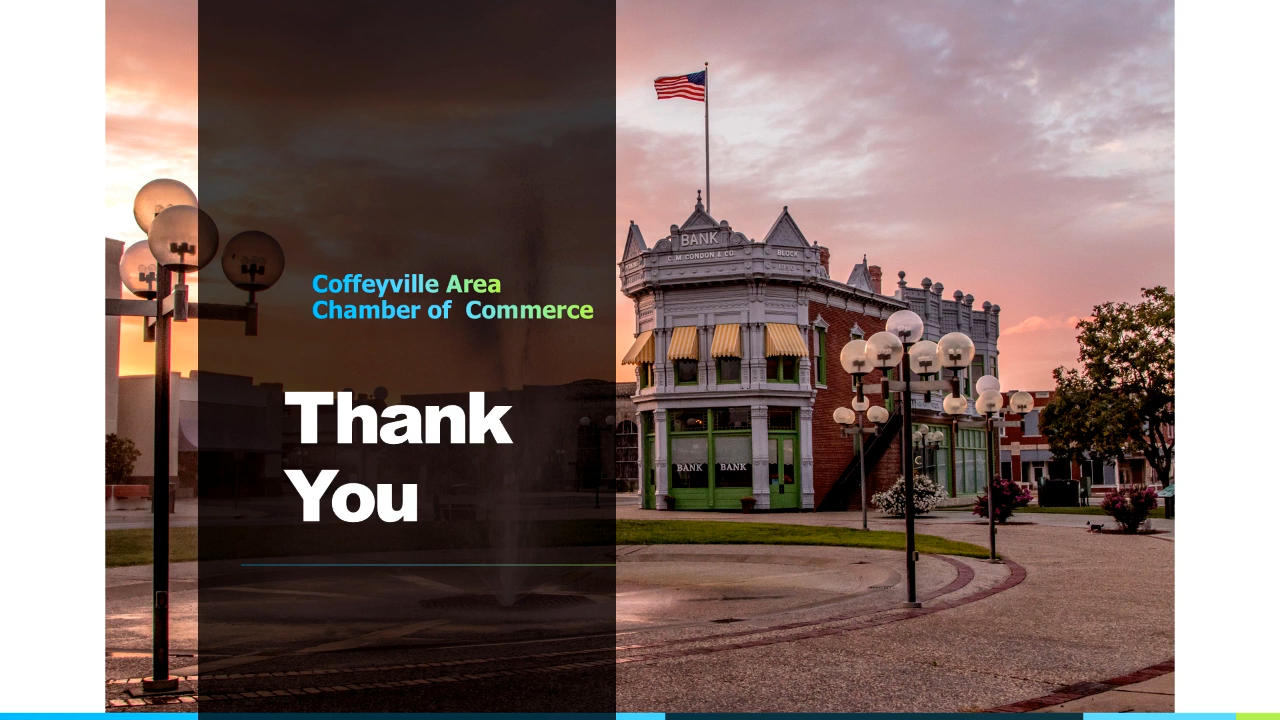 Coffeyville Area
Chamber of  Commerce
Thank
You
BANK
C. M. CONDON & CO.
BLOCK
BANK
BANK